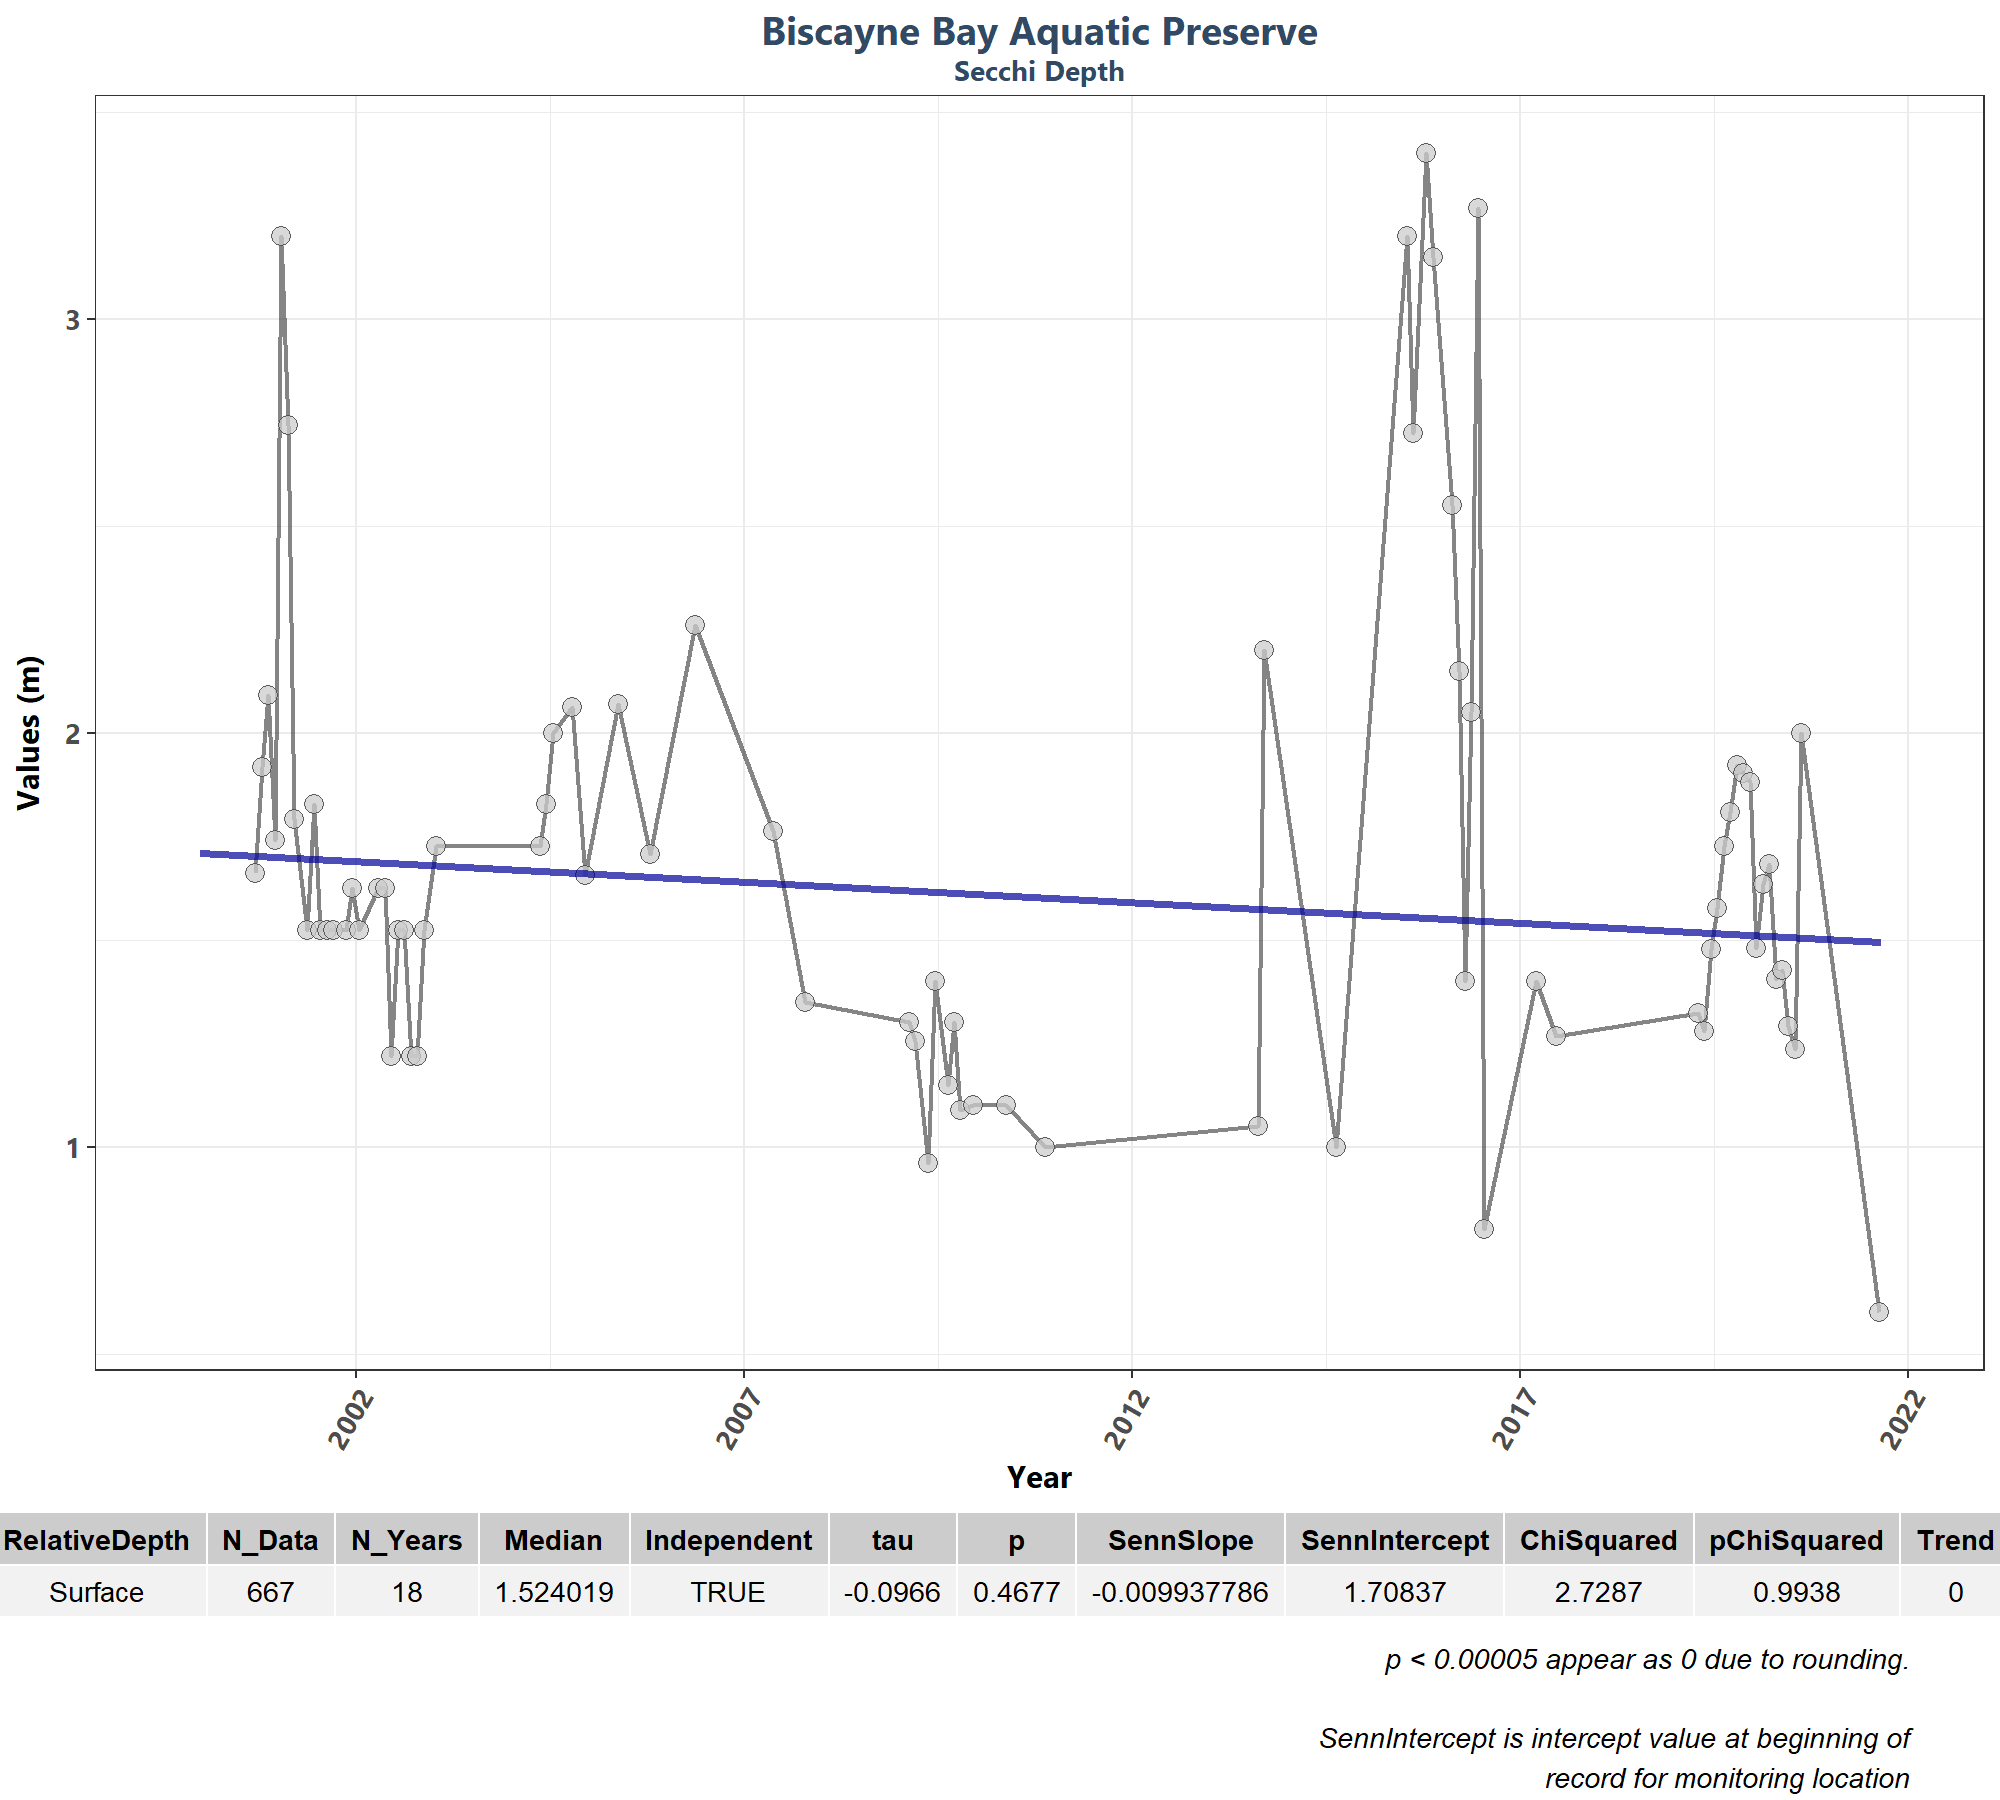 Biscayne Bay Aquatic Preserve
Secchi Depth
Values (m)
3
2
1
2002 2007 2012 2017 2022
Year
RelativeDepth N_Data N_Years Median Independent tau p SennSlope SennIntercept ChiSquared pChiSquared Trend
Surface 667 18 1.524019 TRUE -0.0966 0.4677 -0.009937786 1.70837 2.7287 0.9938 0
p < 0.00005 appear as 0 due to rounding.
SennIntercept is intercept value at beginning of
record for monitoring location